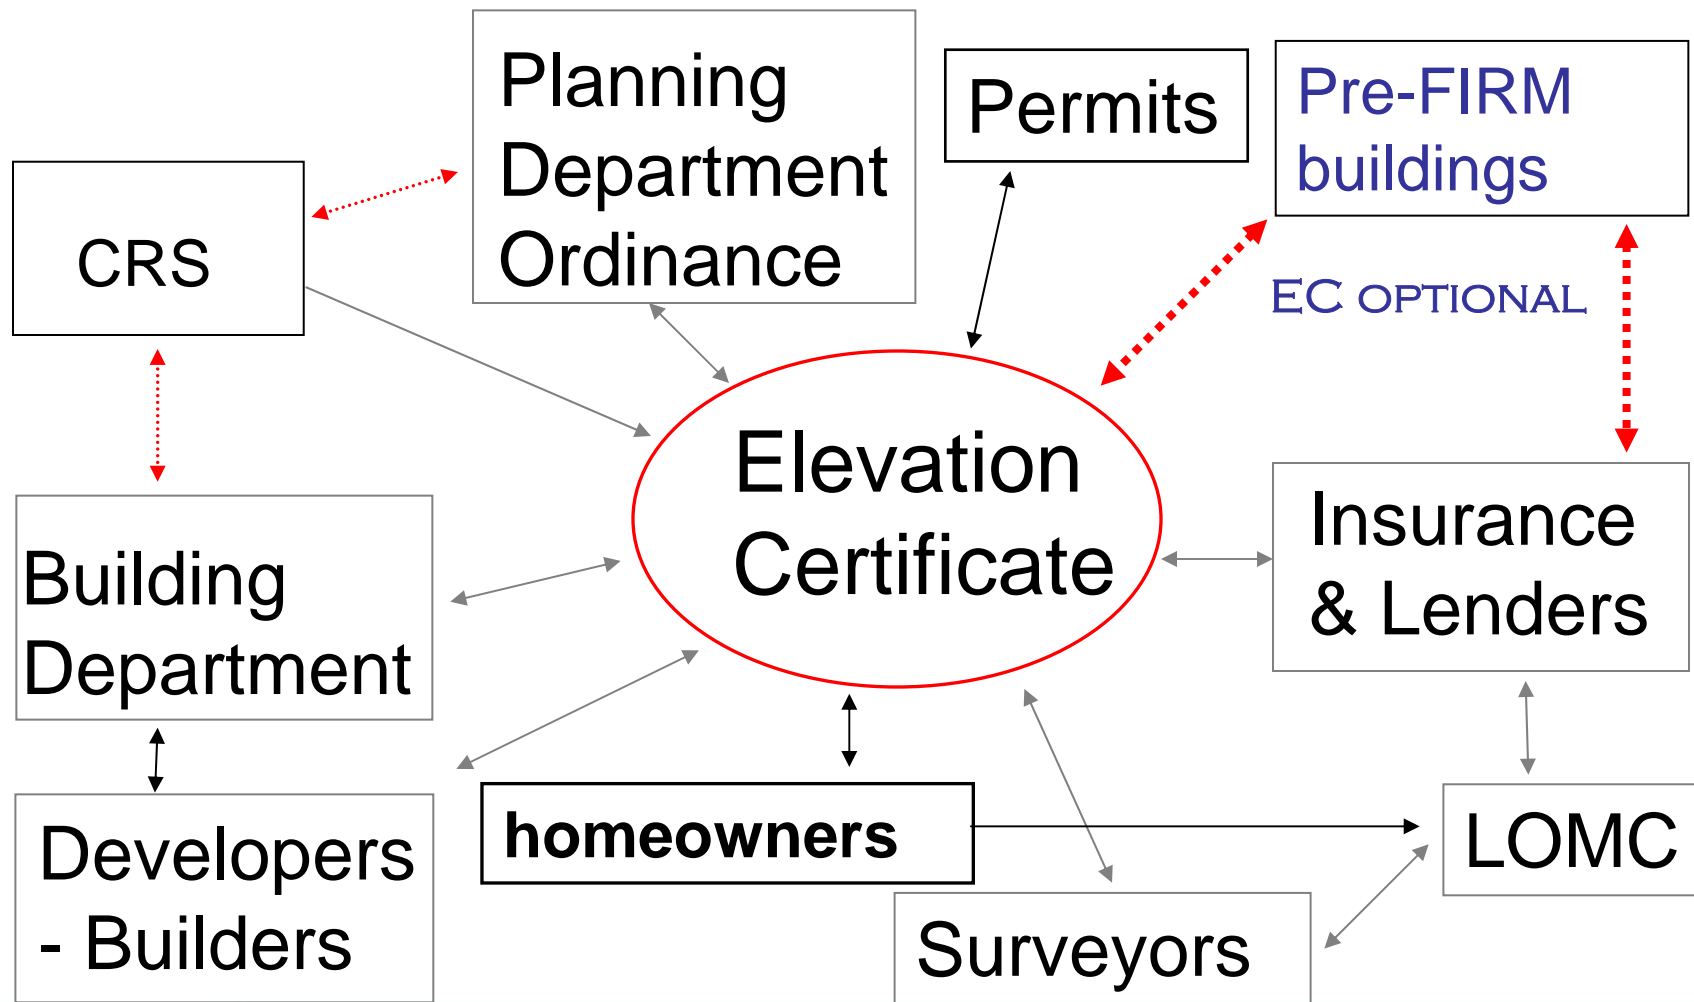 Planning
Department
Ordinance
Permits
Pre-FIRM
buildings
CRS
EC OPTIONAL
Elevation
Certificate
Insurance
& Lenders
Building
Department
homeowners
LOMC
Developers
- Builders
Surveyors